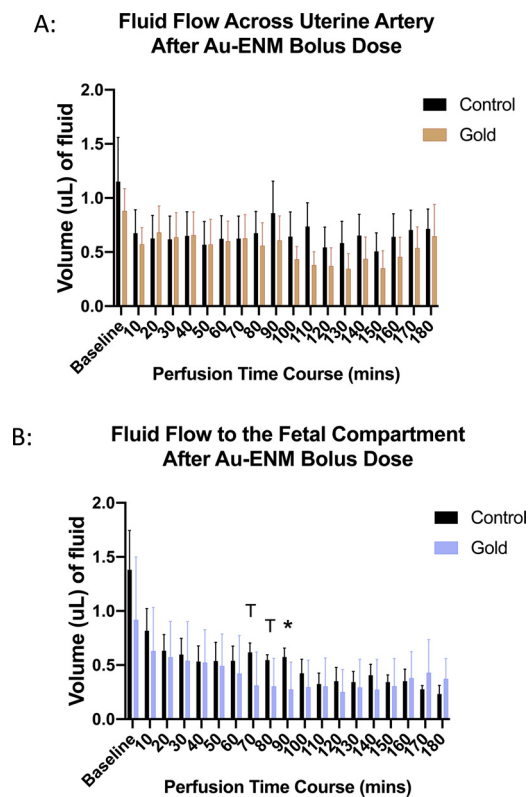 A:
Fluid Flow Across Uterine Artery
After Au-ENM Bolus Dose
Control
Gold
Volume (uL) of fluid
2.0
1.5
1.0
0.5
0.0
Baseline 10 20 30 40 50 60 70 80 90 100 110 120 130 140 150 160 170 180
Perfusion Time Course (mins)
B:
Fluid Flow to the Fetal Compartment
After Au-ENM Bolus Dose
Control
Gold
Volume (uL) of fluid
2.0
1.5
1.0
0.5
0.0
T T *
Baseline 10 20 30 40 50 60 70 80 90 100 110 120 130 140 150 160 170 180
Perfusion Time Course (mins)